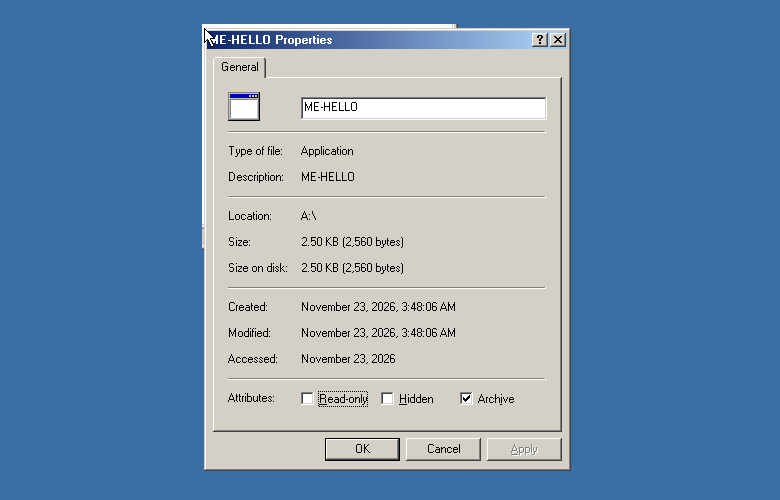 ME-HELLO Properties
General
ME-HELLO
Type of file: Application
Description: ME-HELLO
Location: A:\
Size: 2.50 KB (2,560 bytes)
Size on disk: 2.50 KB (2,560 bytes)
Created: November 23, 2026, 3:48:06 AM
Modified: November 23, 2026, 3:48:06 AM
Accessed: November 23, 2026
Attributes: Read-only Hidden Archive
OK Cancel Apply